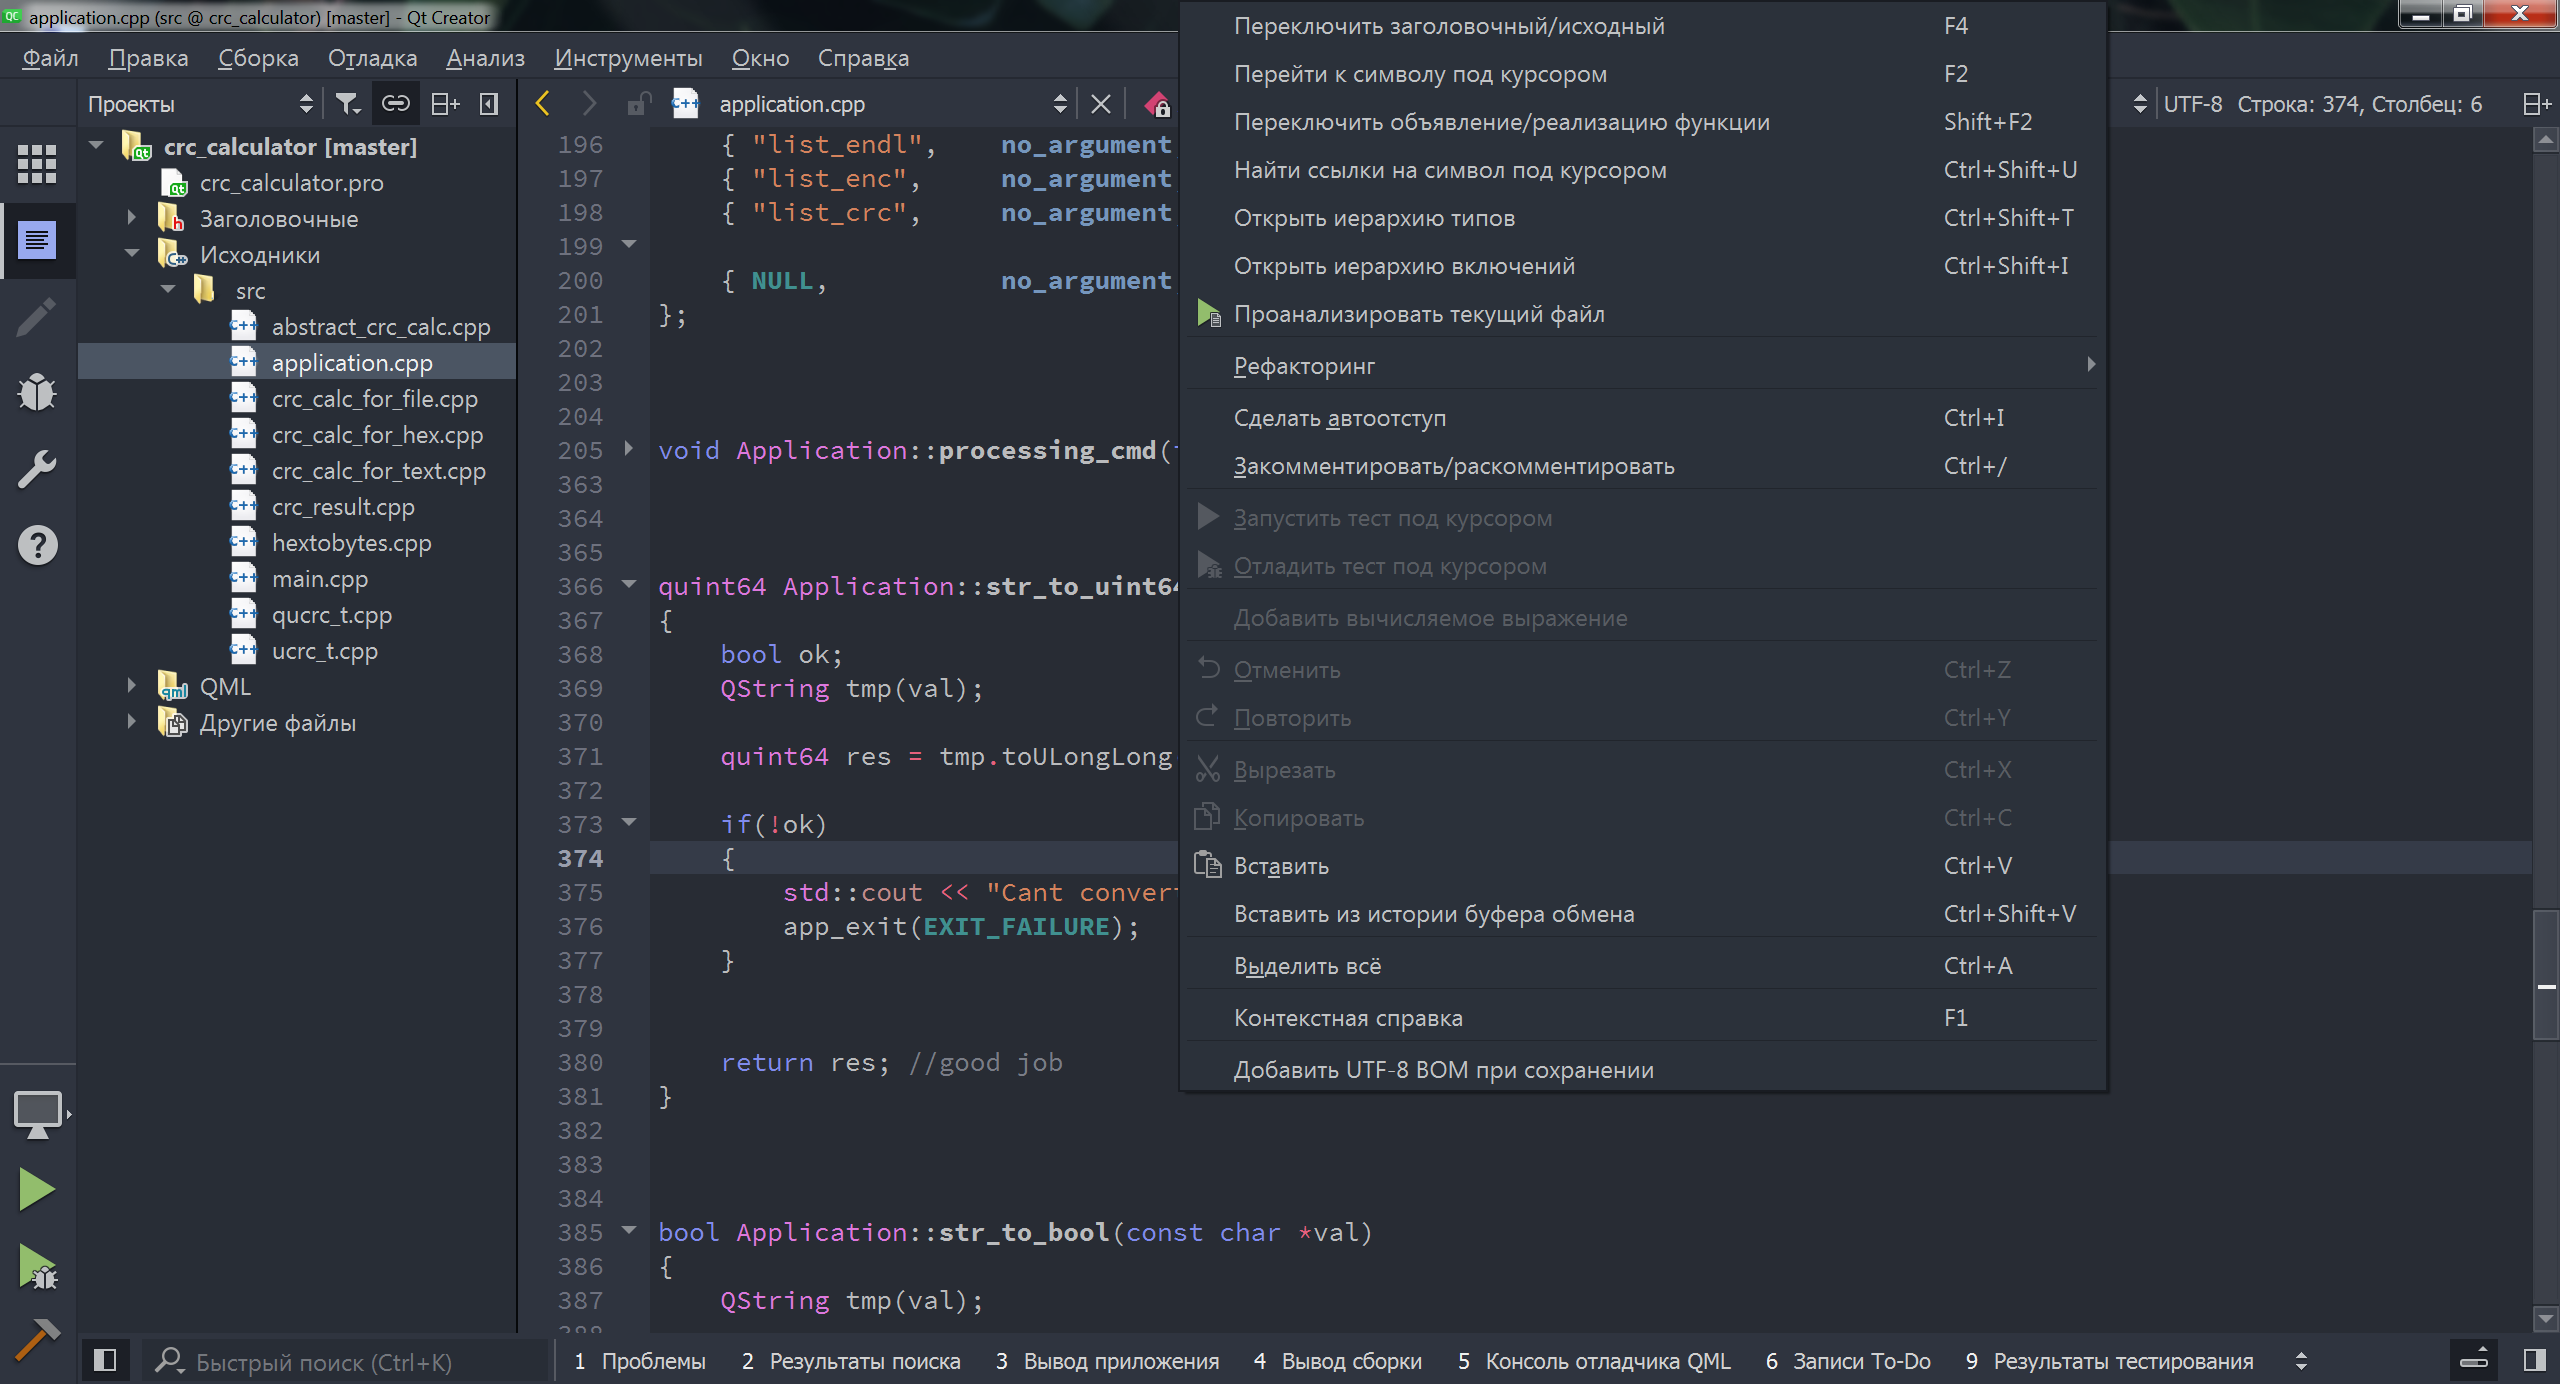 application.cpp (src @ crc_calculator) [master] - Qt Creator
Файл Правка Сборка Отладка Анализ Инструменты Окно Справка
Проекты
application.cpp
UTF-8 Строка: 374, Столбец: 6
crc_calculator [master]
crc_calculator.pro
Заголовочные
Исходники
src
abstract_crc_calc.cpp
application.cpp
crc_calc_for_file.cpp
crc_calc_for_hex.cpp
crc_calc_for_text.cpp
crc_result.cpp
hextobytes.cpp
main.cpp
qucrc_t.cpp
ucrc_t.cpp
QML
Другие файлы
196 { "list_endl", no_argument
197 { "list_enc", no_argument
198 { "list_crc", no_argument
199
200 { NULL, no_argument
201 };
202
203
204
205 void Application::processing_cmd(
363
364
365
366 quint64 Application::str_to_uint64
367 {
368 bool ok;
369 QString tmp(val);
370
371 quint64 res = tmp.toULongLong
372
373 if(!ok)
374 {
375 std::cout << "Cant convert
376 app_exit(EXIT_FAILURE);
377 }
378
379
380 return res; //good job
381 }
382
383
384
385 bool Application::str_to_bool(const char *val)
386 {
387 QString tmp(val);
388
Переключить заголовочный/исходный F4
Перейти к символу под курсором F2
Переключить объявление/реализацию функции Shift+F2
Найти ссылки на символ под курсором Ctrl+Shift+U
Открыть иерархию типов Ctrl+Shift+T
Открыть иерархию включений Ctrl+Shift+I
Проанализировать текущий файл
Рефакторинг
Сделать автоотступ Ctrl+I
Закомментировать/раскомментировать Ctrl+/
Запустить тест под курсором
Отладить тест под курсором
Добавить вычисляемое выражение
Отменить Ctrl+Z
Повторить Ctrl+Y
Вырезать Ctrl+X
Копировать Ctrl+C
Вставить Ctrl+V
Вставить из истории буфера обмена Ctrl+Shift+V
Выделить всё Ctrl+A
Контекстная справка F1
Добавить UTF-8 BOM при сохранении
Быстрый поиск (Ctrl+K)
1 Проблемы 2 Результаты поиска 3 Вывод приложения 4 Вывод сборки 5 Консоль отладчика QML 6 Записи To-Do 9 Результаты тестирования